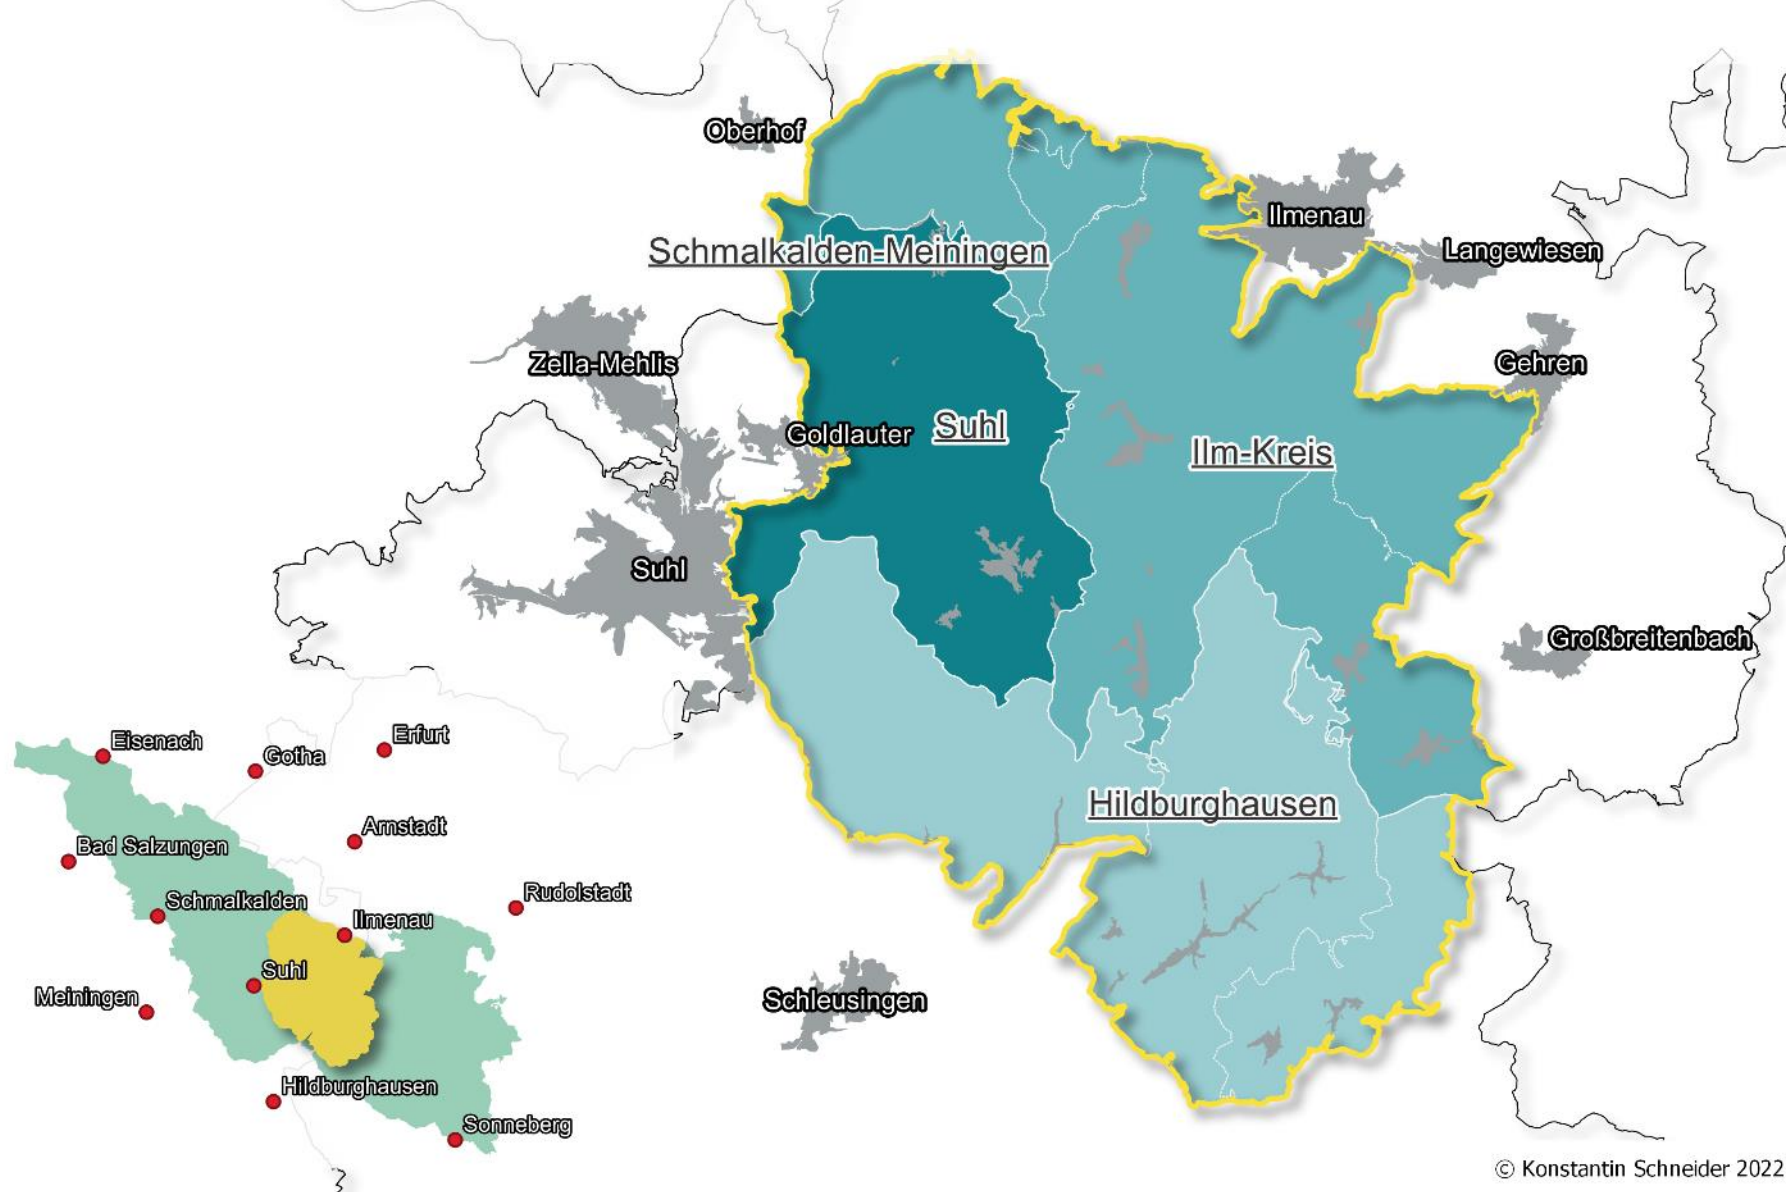 Oberhof
Ilmenau
Schmalkalden-Meiningen
Langewiesen
Zella-Mehlis
Gehren
Goldlauter
Suhl
Ilm-Kreis
Suhl
Großbreitenbach
Eisenach
Erfurt
Gotha
Hildburghausen
Arnstadt
Bad Salzungen
Schmalkalden
Rudolstadt
Ilmenau
Suhl
Meiningen
Schleusingen
Hildburghausen
Sonneberg
© Konstantin Schneider 2022